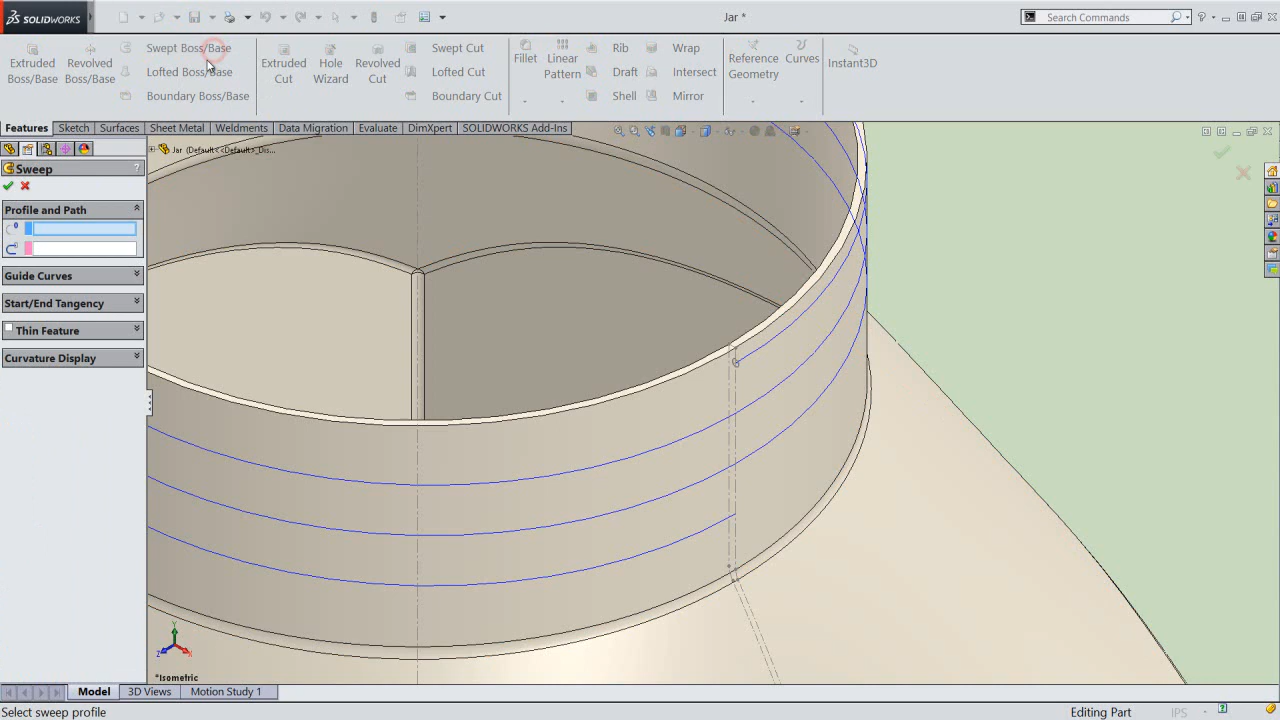 SOLIDWORKS
Jar *
Search Commands
Extruded Boss/Base
Revolved Boss/Base
Swept Boss/Base
Lofted Boss/Base
Boundary Boss/Base
Extruded Cut
Hole Wizard
Revolved Cut
Swept Cut
Lofted Cut
Boundary Cut
Fillet
Linear Pattern
Rib
Draft
Shell
Wrap
Intersect
Mirror
Reference Geometry
Curves
Instant3D
Features
Sketch
Surfaces
Sheet Metal
Weldments
Data Migration
Evaluate
DimXpert
SOLIDWORKS Add-Ins
Jar (Default<<Default>_Dis...
Sweep
?
Profile and Path
Guide Curves
Start/End Tangency
Thin Feature
Curvature Display
Y
Z
X
*Isometric
Model
3D Views
Motion Study 1
Select sweep profile
Editing Part
IPS